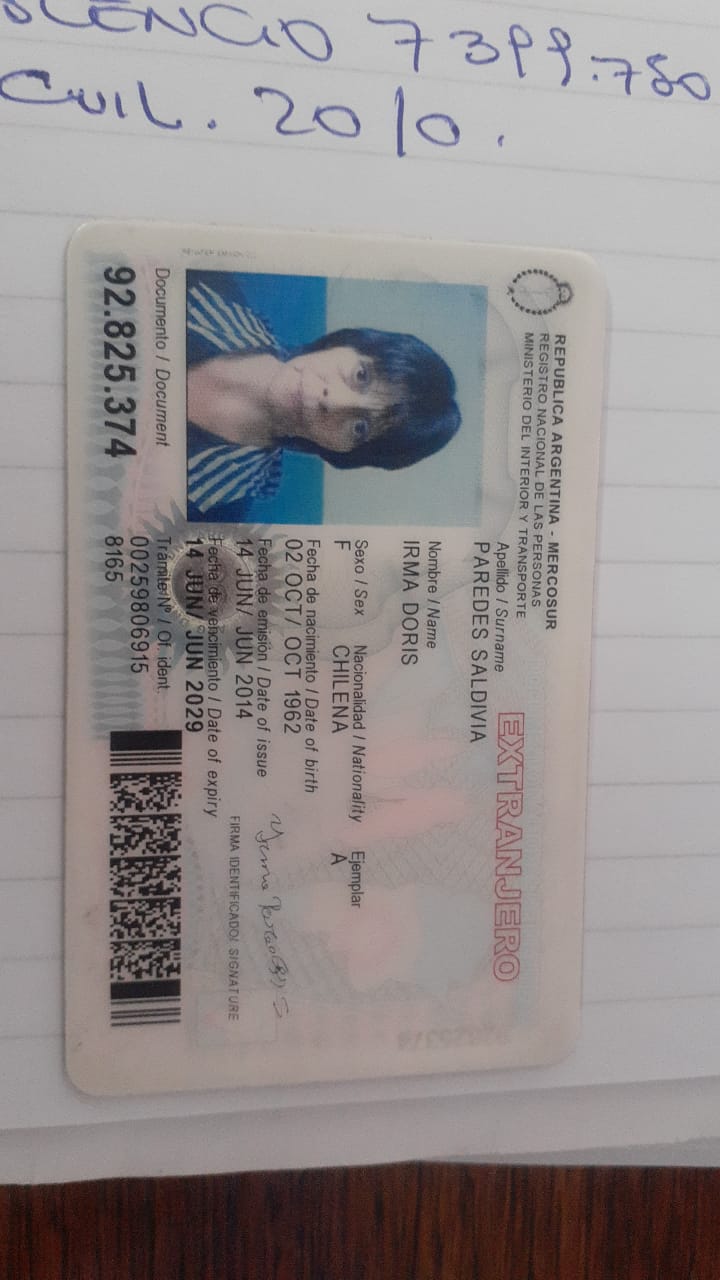 OLENCIO 7399.780
CUIL. 2010.
REPUBLICA ARGENTINA - MERCOSUR
REGISTRO NACIONAL DE LAS PERSONAS
MINISTERIO DEL INTERIOR Y TRANSPORTE
EXTRANJERO
Apellido / Surname
PAREDES SALDIVIA
Nombre / Name
IRMA DORIS
Sexo / Sex Nacionalidad / Nationality Ejemplar
F CHILENA A
Fecha de nacimiento / Date of birth
02 OCT/ OCT 1962
Fecha de emisión / Date of issue
14 JUN/ JUN 2014
Fecha de vencimiento / Date of expiry
14 JUN/ JUN 2029
FIRMA IDENTIFICADO/ SIGNATURE
Documento / Document
92.825.374
Trámite Nº / Of. ident.
00259806915
8165